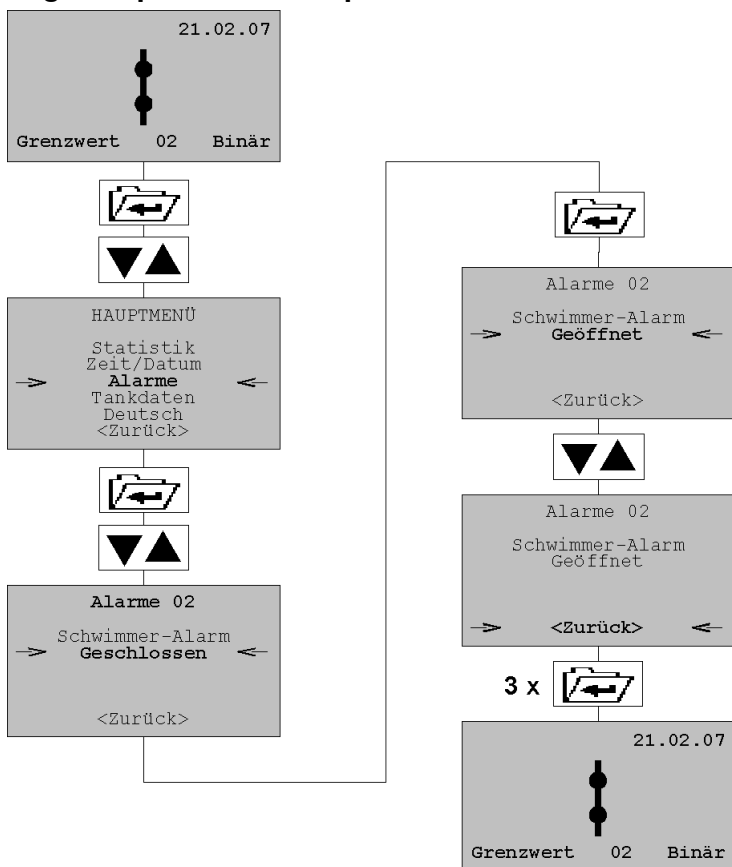 21.02.07
Grenzwert 02 Binär
HAUPTMENÜ
Statistik
Zeit/Datum
Alarme
Tankdaten
Deutsch
<Zurück>
Alarme 02
Schwimmer-Alarm
Geschlossen
<Zurück>
Alarme 02
Schwimmer-Alarm
Geöffnet
<Zurück>
Alarme 02
Schwimmer-Alarm
Geöffnet
<Zurück>
3 x
21.02.07
Grenzwert 02 Binär